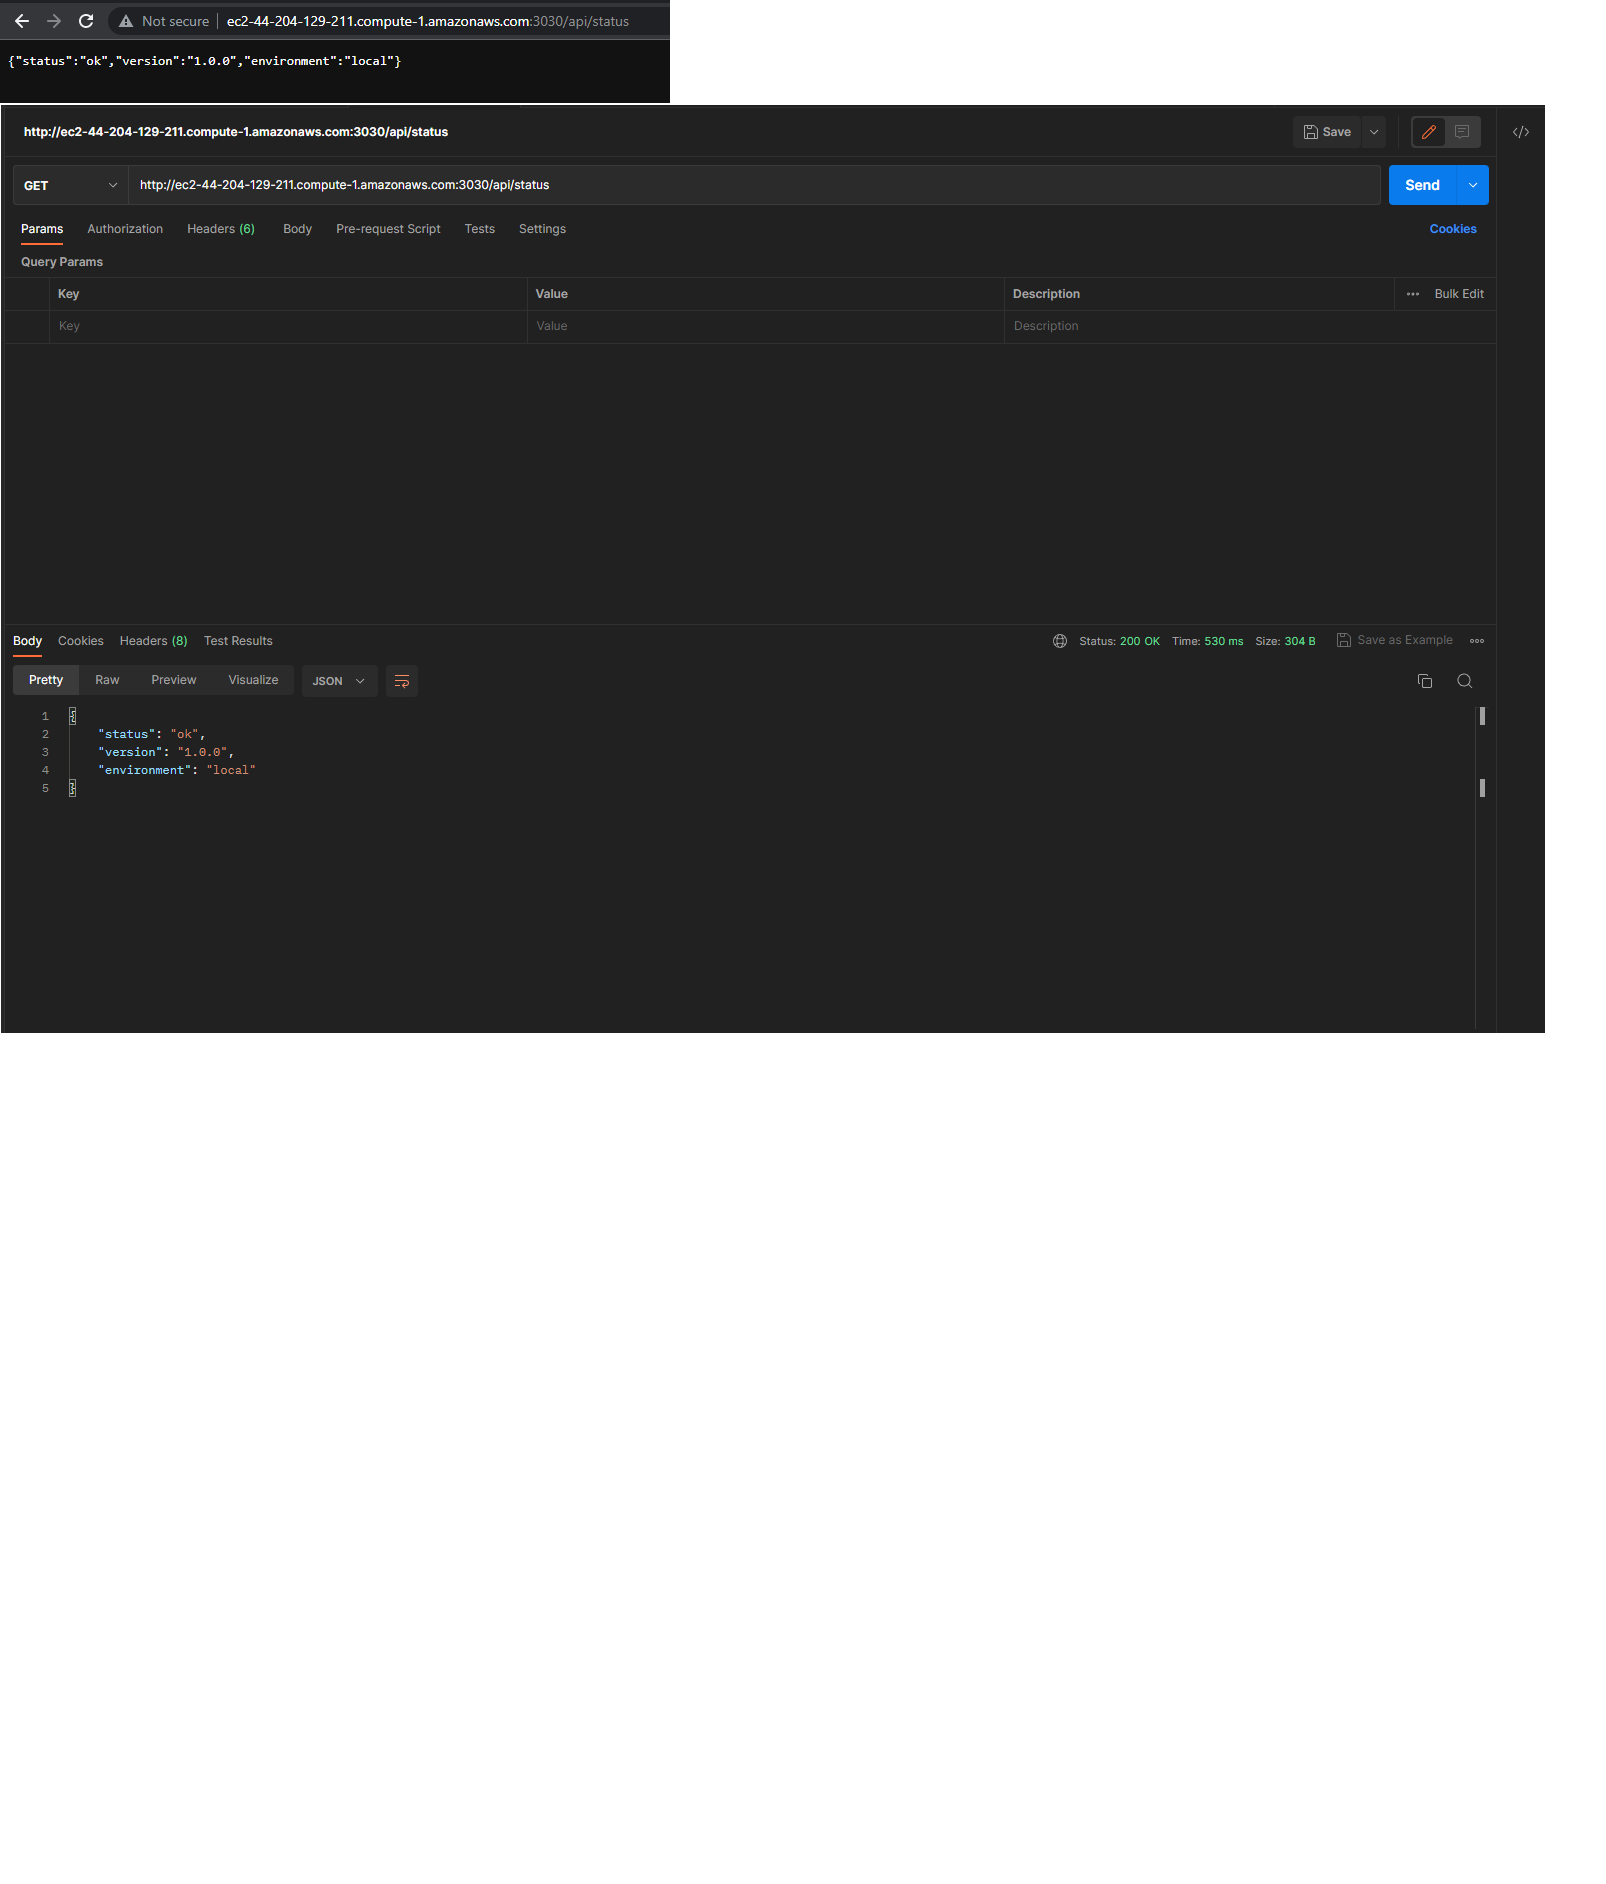 Not secure ec2-44-204-129-211.compute-1.amazonaws.com:3030/api/status
{"status":"ok","version":"1.0.0","environment":"local"}
http://ec2-44-204-129-211.compute-1.amazonaws.com:3030/api/status Save
GET http://ec2-44-204-129-211.compute-1.amazonaws.com:3030/api/status Send
Params Authorization Headers (6) Body Pre-request Script Tests Settings Cookies
Query Params
Key Value Description Bulk Edit
Key Value Description
Body Cookies Headers (8) Test Results Status: 200 OK Time: 530 ms Size: 304 B Save as Example
Pretty Raw Preview Visualize JSON
1 {
2 "status": "ok",
3 "version": "1.0.0",
4 "environment": "local"
5 }